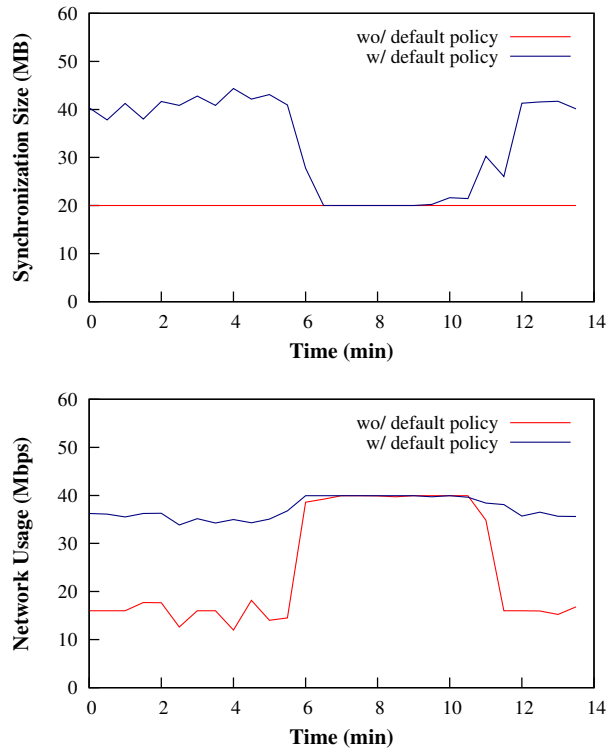 Synchronization Size (MB)
60
50
40
30
20
10
0
wo/ default policy
w/ default policy
0 2 4 6 8 10 12 14
Time (min)
Network Usage (Mbps)
60
50
40
30
20
10
0
wo/ default policy
w/ default policy
0 2 4 6 8 10 12 14
Time (min)